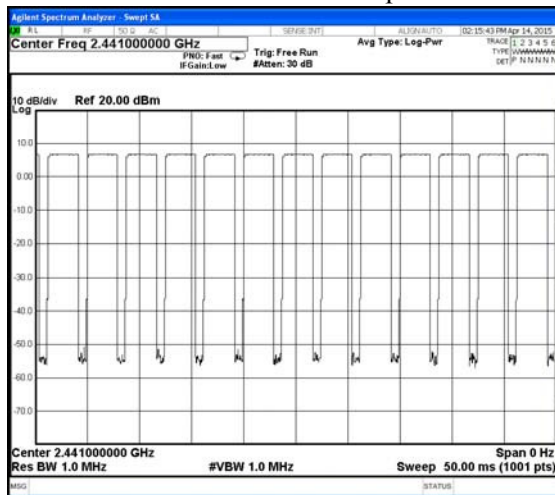 Agilent Spectrum Analyzer - Swept SA
RL RF 50 Ω AC SENSE:INT ALIGNAUTO 02:15:43 PM Apr 14, 2015
Center Freq 2.441000000 GHz
PNO: Fast
IFGain:Low
Trig: Free Run
#Atten: 30 dB
Avg Type: Log-Pwr
TRACE 1 2 3 4 5 6
TYPE
DET P N N N N N
10 dB/div Ref 20.00 dBm
Log
10.0
0.00
-10.0
-20.0
-30.0
-40.0
-50.0
-60.0
-70.0
Center 2.441000000 GHz Span 0 Hz
Res BW 1.0 MHz #VBW 1.0 MHz Sweep 50.00 ms (1001 pts)
MSG STATUS